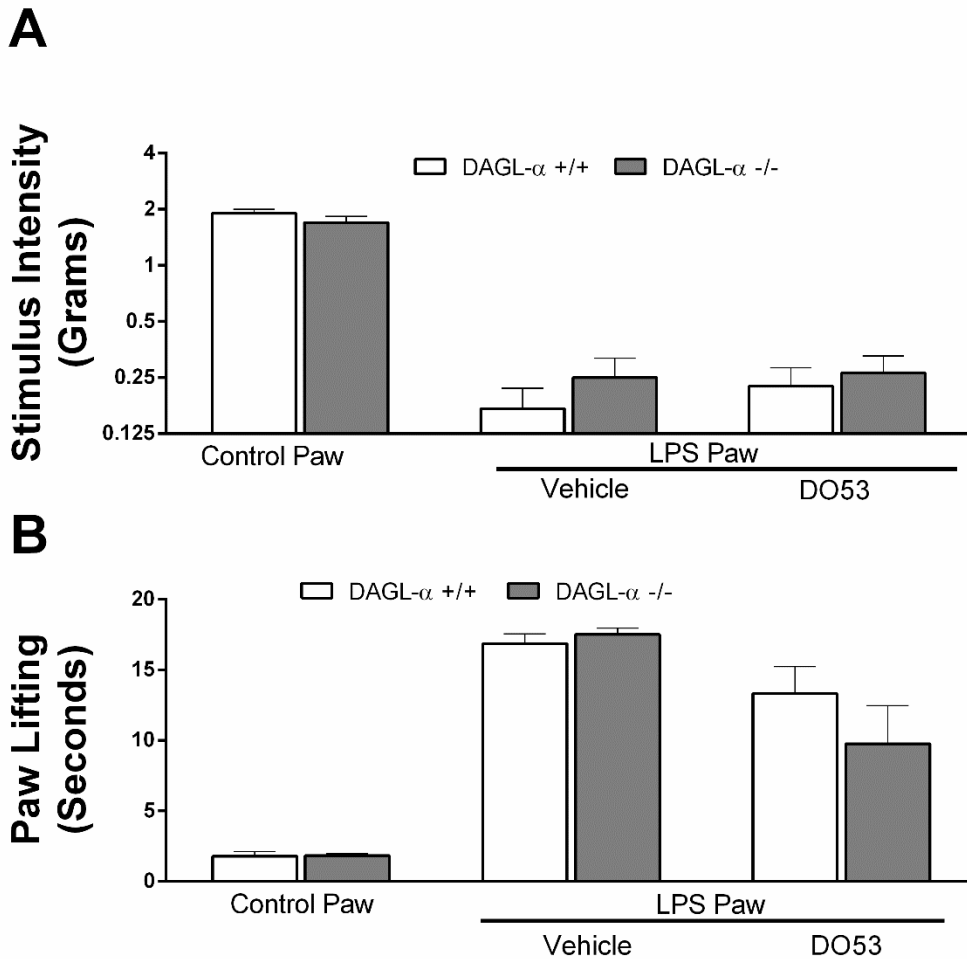 A
Stimulus Intensity
(Grams)
4
2
1
0.5
0.25
0.125
DAGL-α +/+
DAGL-α -/-
Control Paw
LPS Paw
Vehicle
DO53
B
Paw Lifting
(Seconds)
20
15
10
5
0
DAGL-α +/+
DAGL-α -/-
Control Paw
LPS Paw
Vehicle
DO53